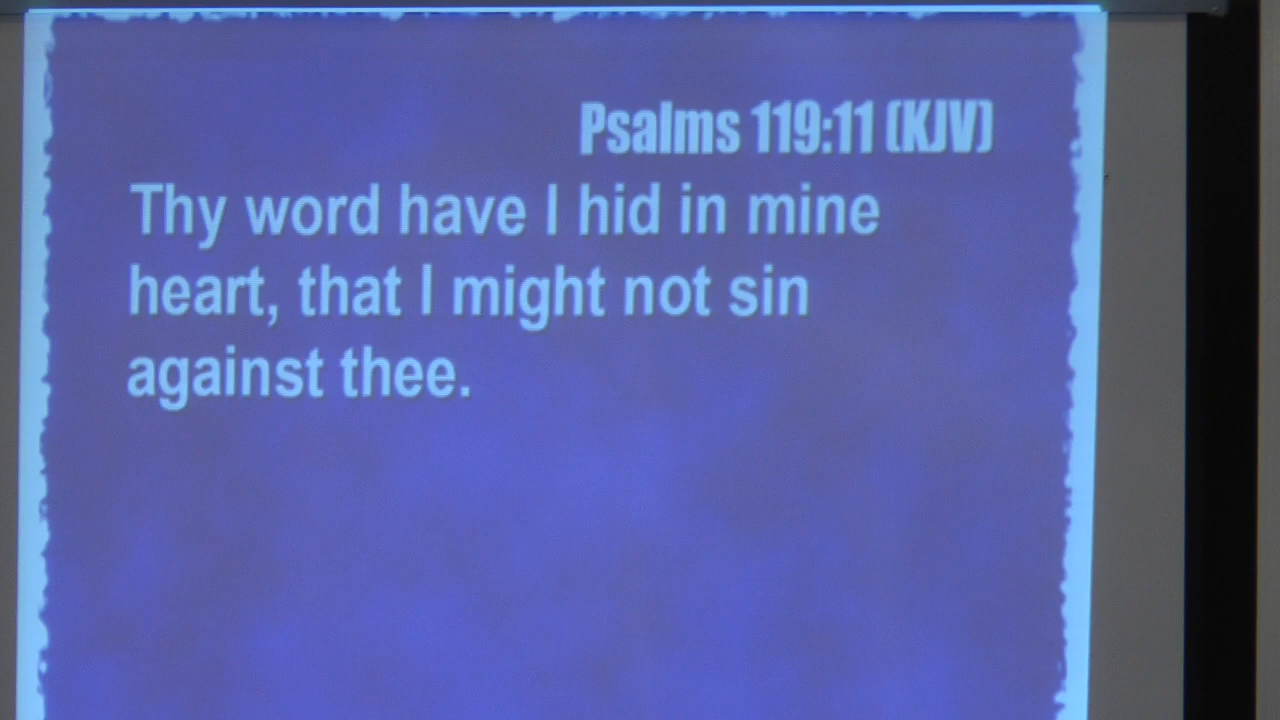 Psalms 119:11 (KJV)
Thy word have I hid in mine
heart, that I might not sin
against thee.